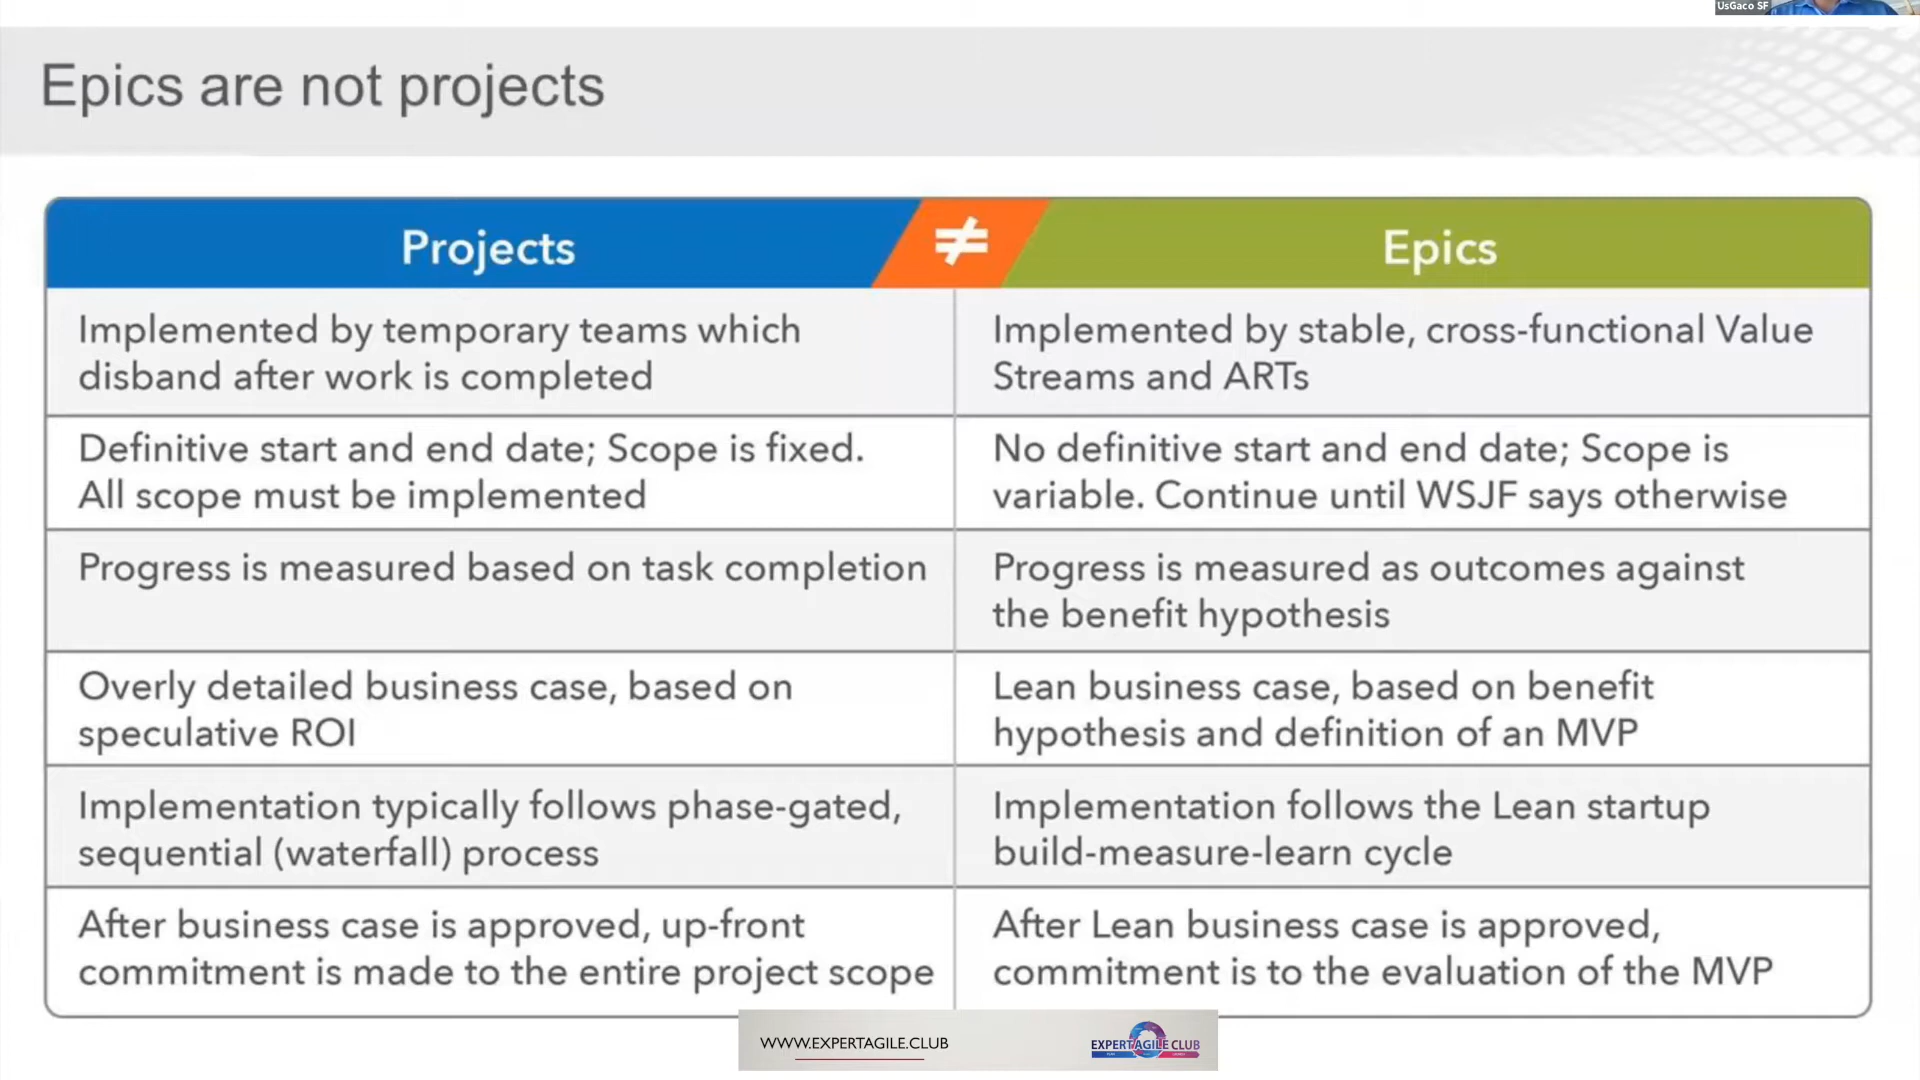 UsGaco SF
Epics are not projects
Projects
≠
Epics
Implemented by temporary teams which
disband after work is completed
Implemented by stable, cross-functional Value
Streams and ARTs
Definitive start and end date; Scope is fixed.
All scope must be implemented
No definitive start and end date; Scope is
variable. Continue until WSJF says otherwise
Progress is measured based on task completion
Progress is measured as outcomes against
the benefit hypothesis
Overly detailed business case, based on
speculative ROI
Lean business case, based on benefit
hypothesis and definition of an MVP
Implementation typically follows phase-gated,
sequential (waterfall) process
Implementation follows the Lean startup
build-measure-learn cycle
After business case is approved, up-front
commitment is made to the entire project scope
After Lean business case is approved,
commitment is to the evaluation of the MVP
WWW.EXPERTAGILE.CLUB
EXPERT AGILE CLUB